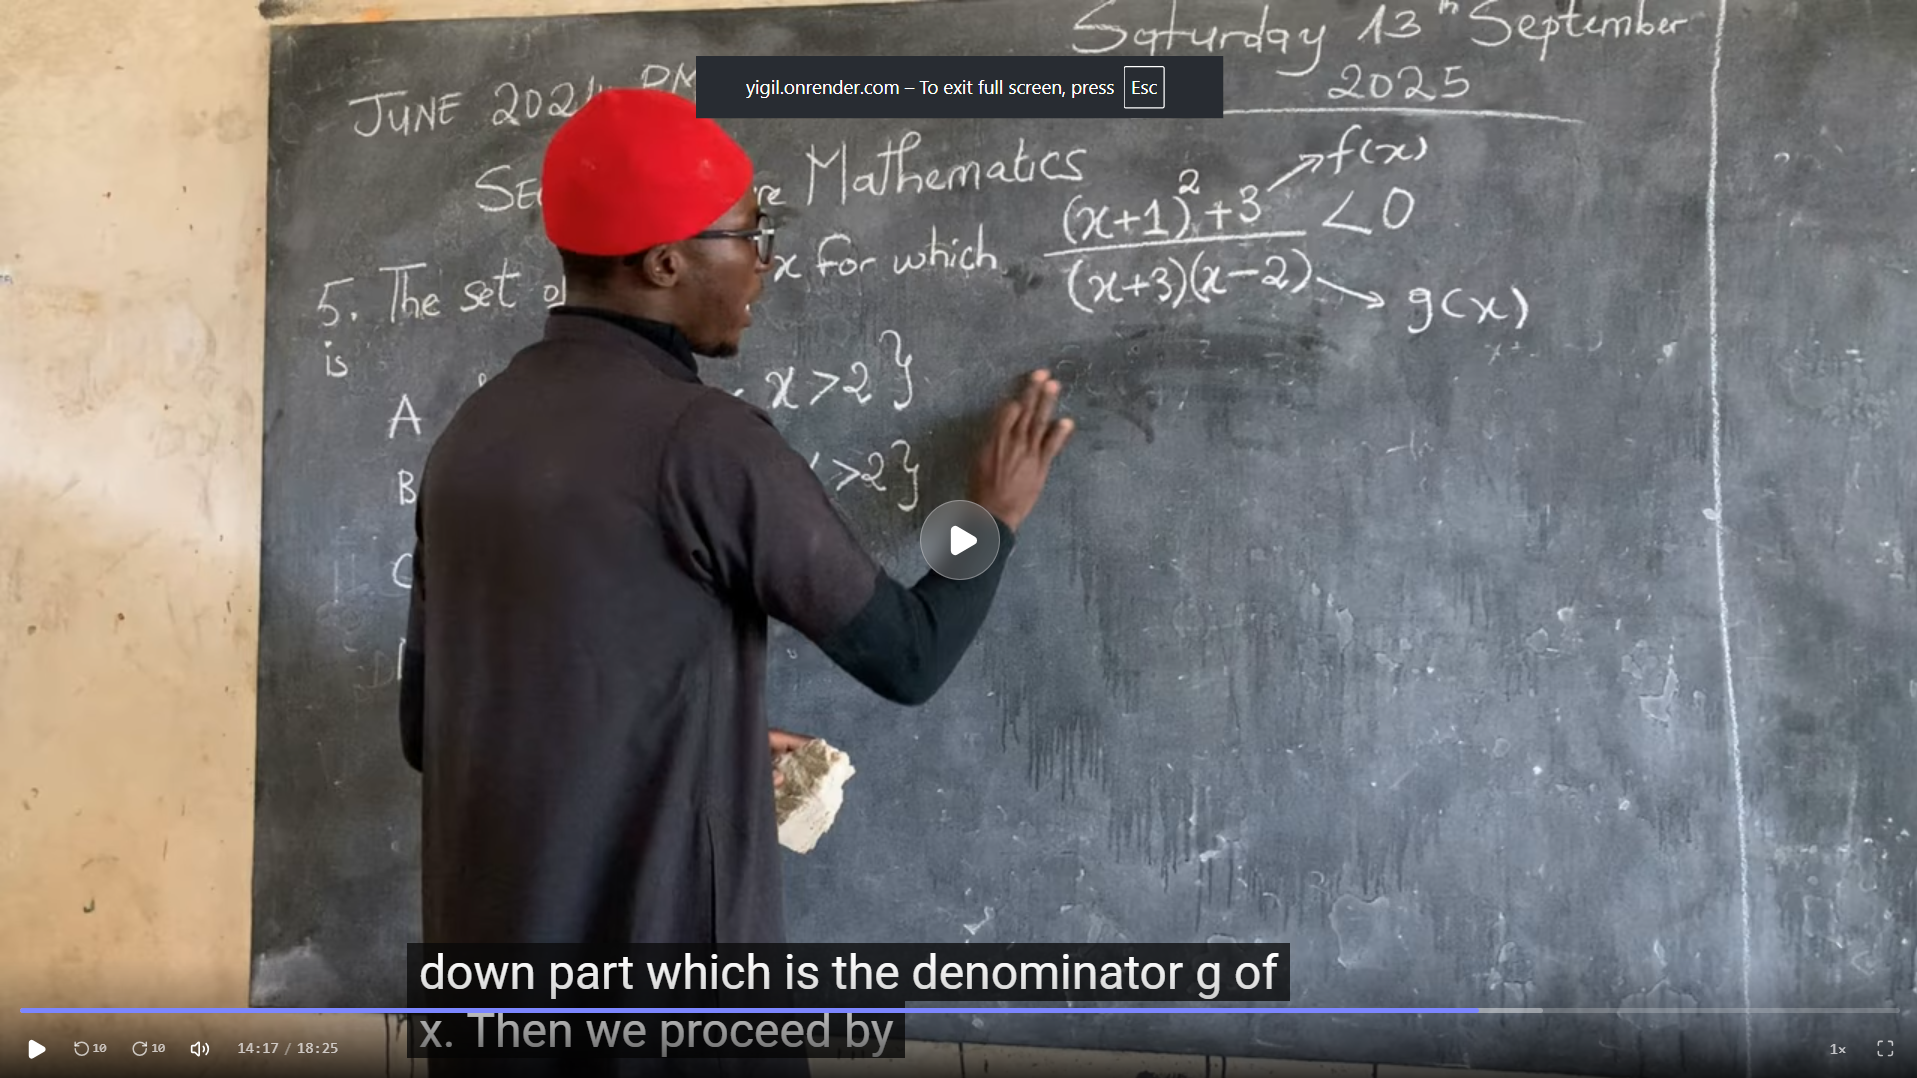 Saturday 13th September
2025
yigil.onrender.com – To exit full screen, press Esc
JUNE
Mathematics
5. The set x for which (x+1)²+3 / (x+3)(x-2) < 0
f(x)
g(x)
is
A x>2}
B >2}
C
down part which is the denominator g of
x. Then we proceed by
10 10 14:17 / 18:25 1x